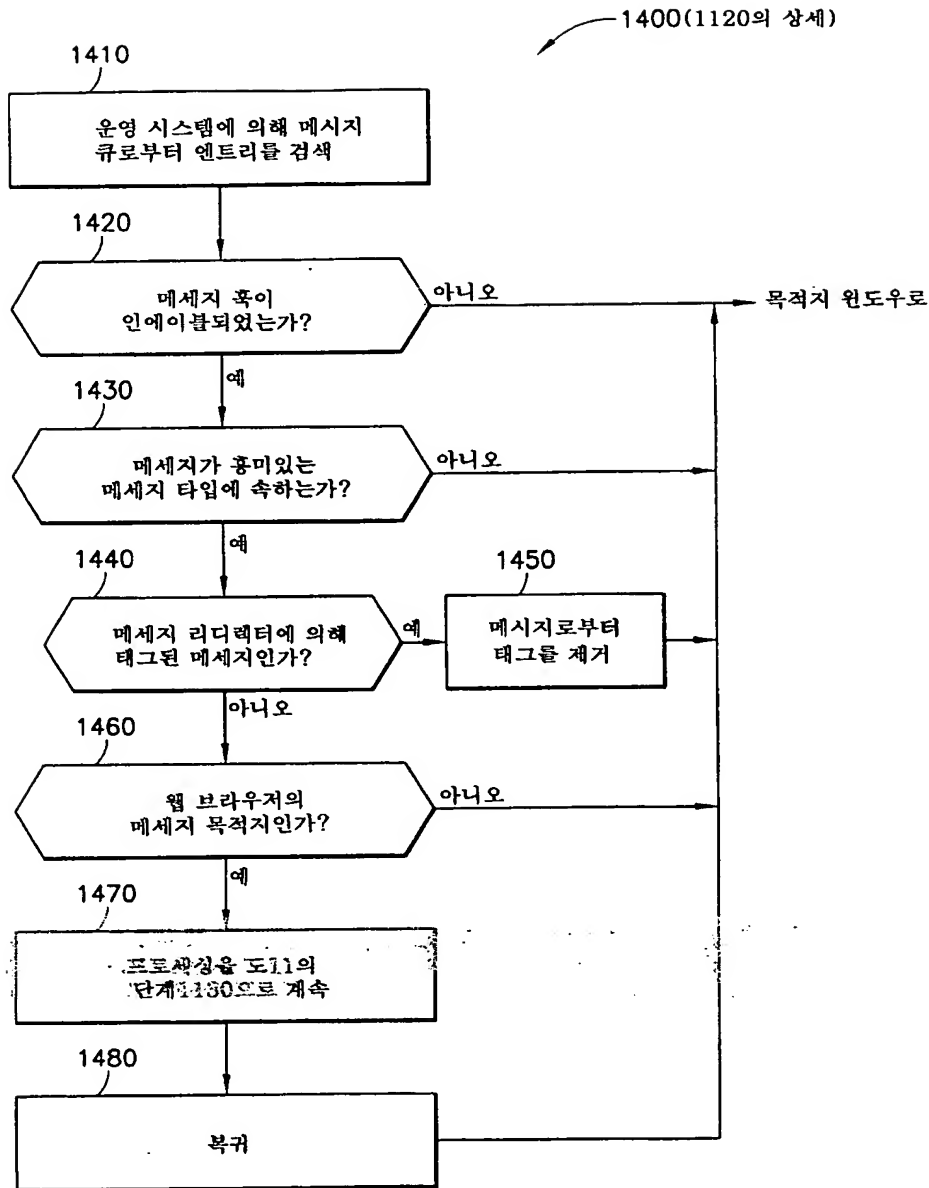 1400(1120의 상세)
1410
운영 시스템에 의해 메시지
큐로부터 엔트리를 검색
1420
메세지 훅이
인에이블되었는가?
아니오
목적지 윈도우로
예
1430
메세지가 흥미있는
메세지 타입에 속하는가?
아니오
예
1440
메세지 리디렉터에 의해
태그된 메세지인가?
예
1450
메시지로부터
태그를 제거
아니오
1460
웹 브라우저의
메세지 목적지인가?
아니오
예
1470
프로세싱을 도11의
단계 으로 계속
1480
복귀